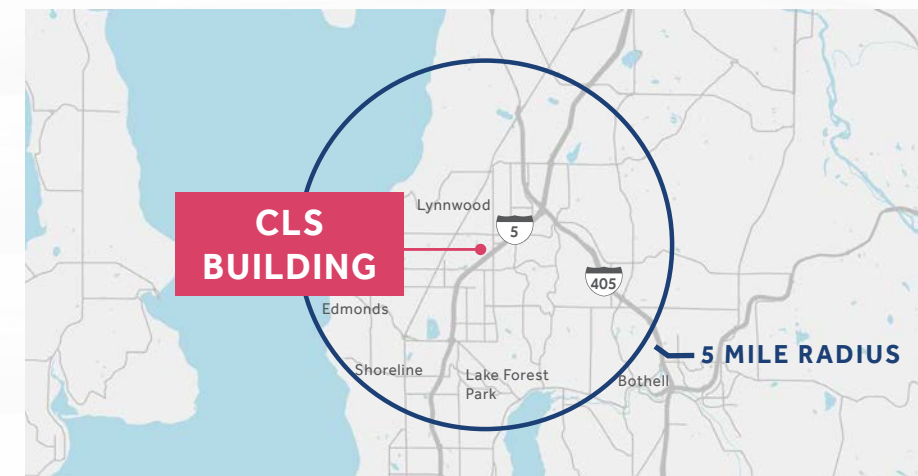 Lynnwood
CLS
BUILDING
5
405
Edmonds
5 MILE RADIUS
Shoreline
Lake Forest
Park
Bothell